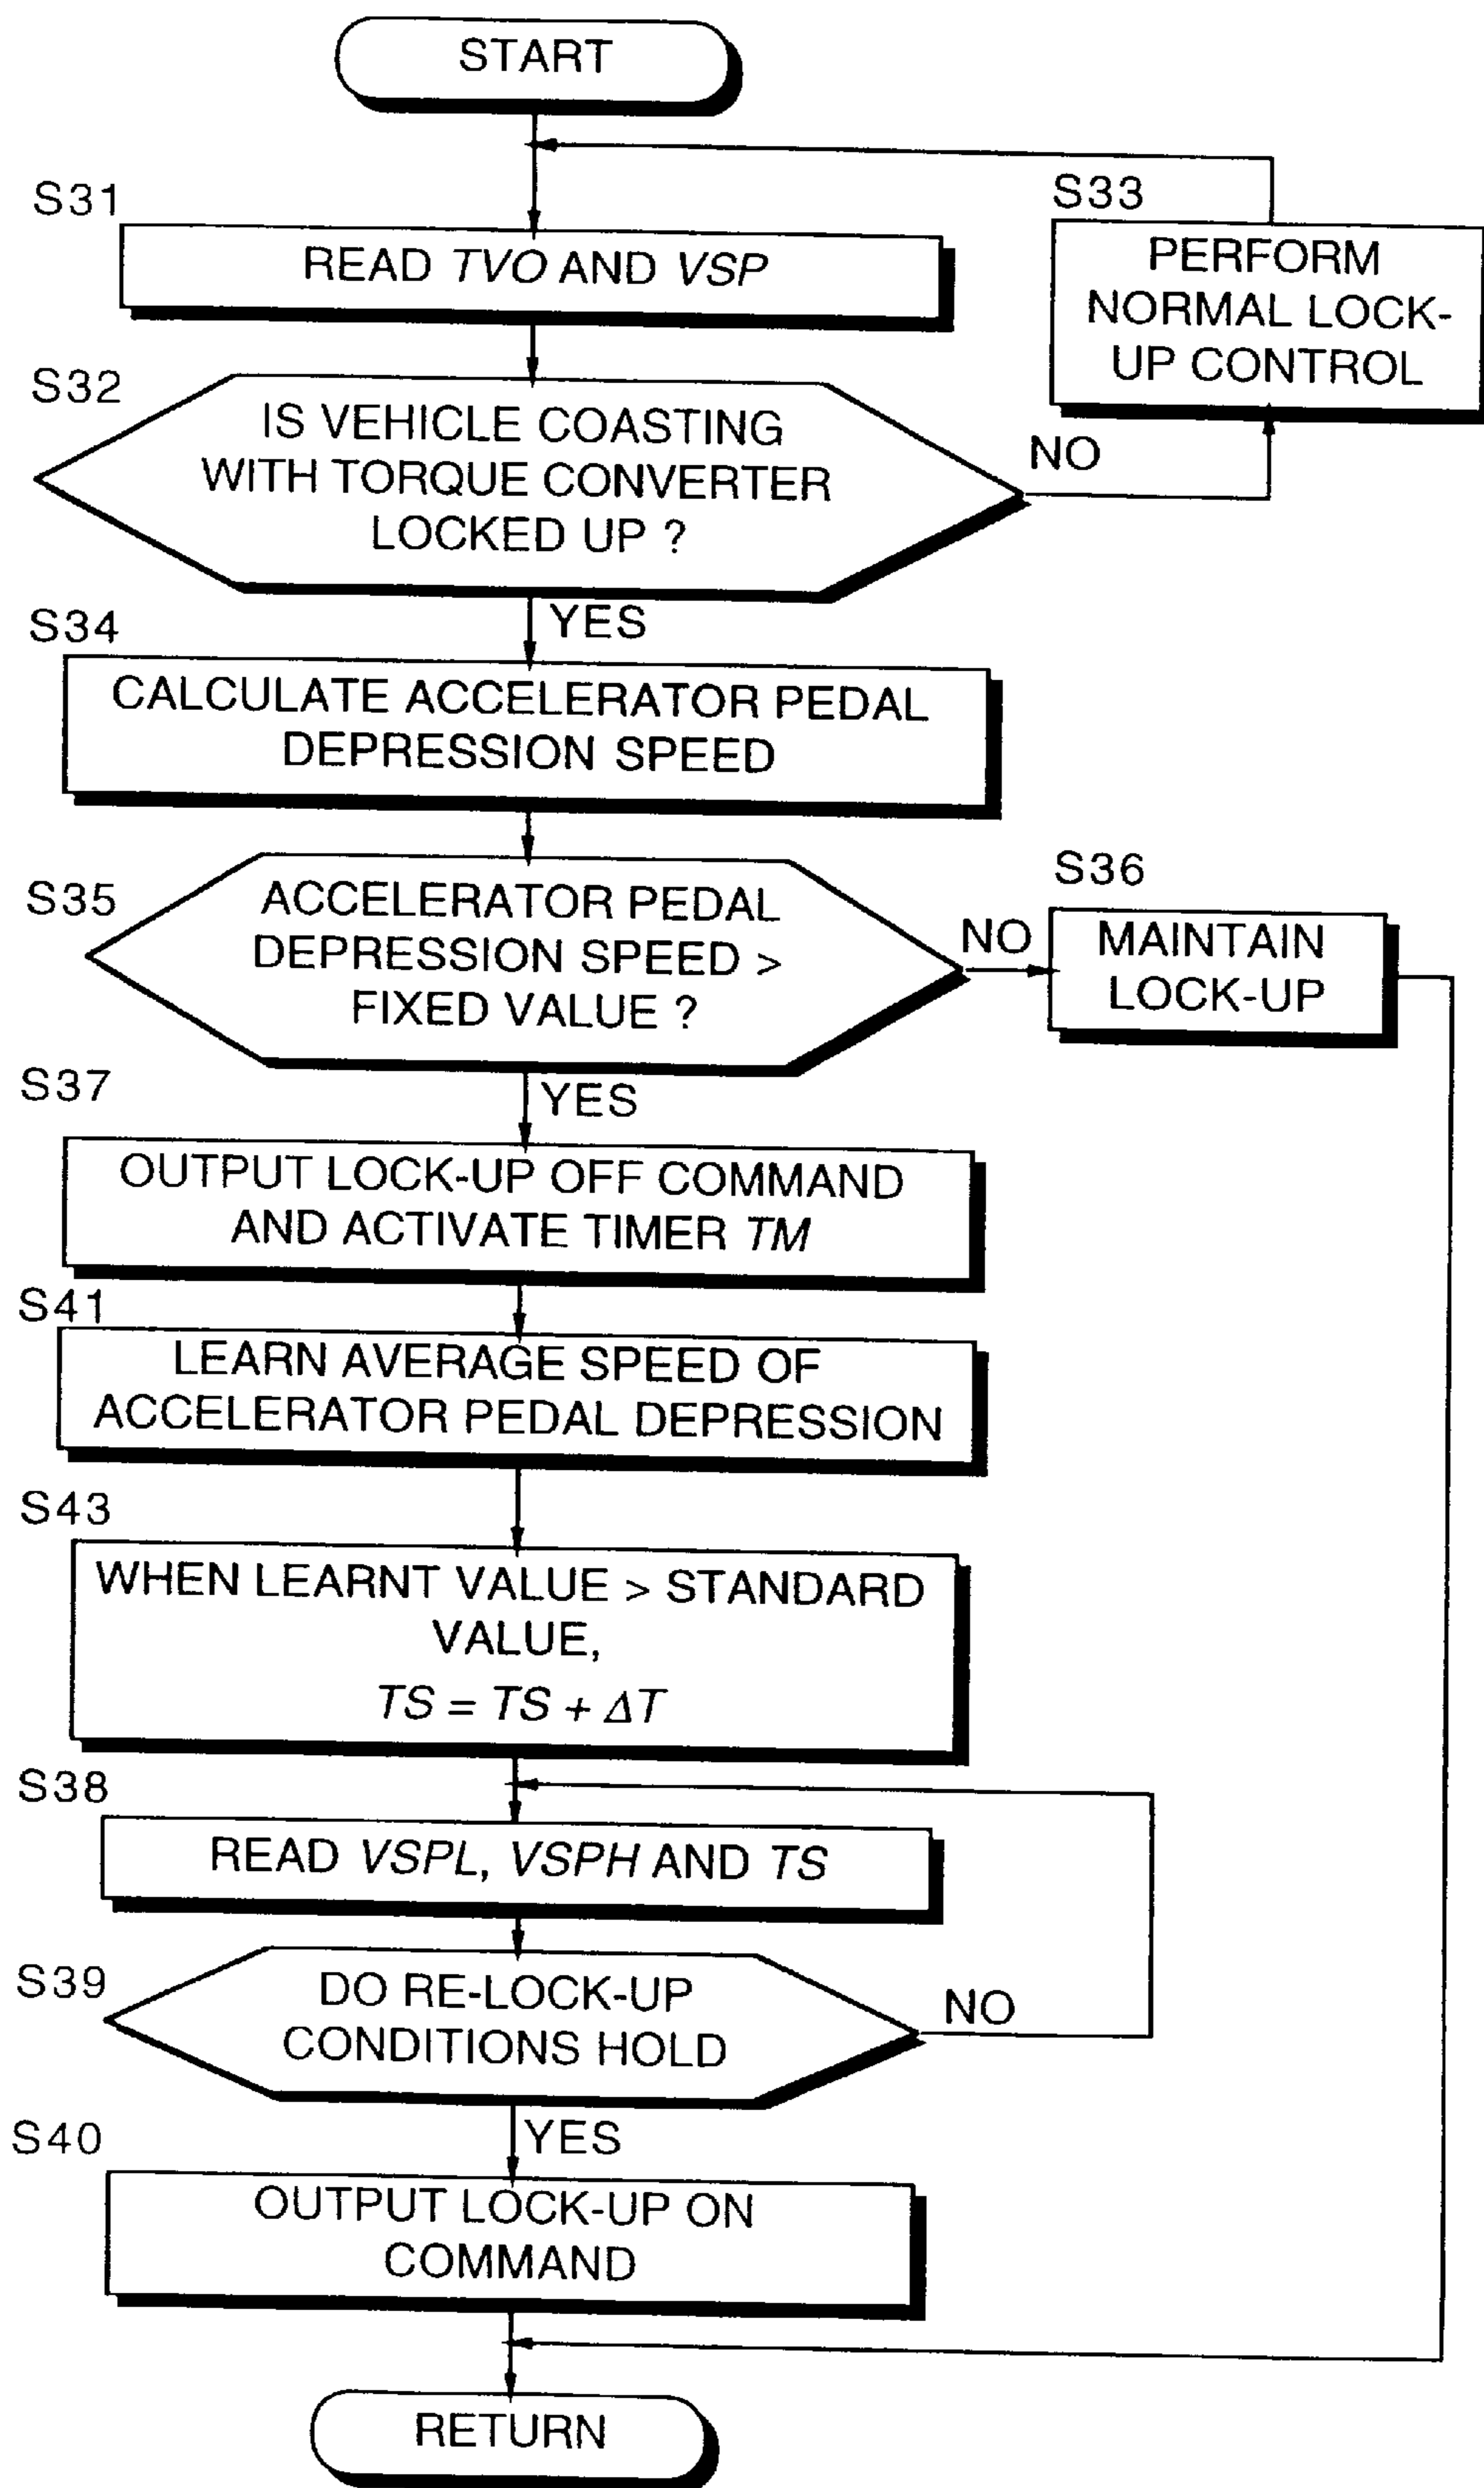 START
S31
READ TVO AND VSP
S33
PERFORM
NORMAL LOCK-
UP CONTROL
S32
IS VEHICLE COASTING
WITH TORQUE CONVERTER
LOCKED UP ?
NO
YES
S34
CALCULATE ACCELERATOR PEDAL
DEPRESSION SPEED
S35
ACCELERATOR PEDAL
DEPRESSION SPEED >
FIXED VALUE ?
NO
S36
MAINTAIN
LOCK-UP
YES
S37
OUTPUT LOCK-UP OFF COMMAND
AND ACTIVATE TIMER TM
S41
LEARN AVERAGE SPEED OF
ACCELERATOR PEDAL DEPRESSION
S43
WHEN LEARNT VALUE > STANDARD
VALUE,
TS = TS + ΔT
S38
READ VSPL, VSPH AND TS
S39
DO RE-LOCK-UP
CONDITIONS HOLD
NO
YES
S40
OUTPUT LOCK-UP ON
COMMAND
RETURN